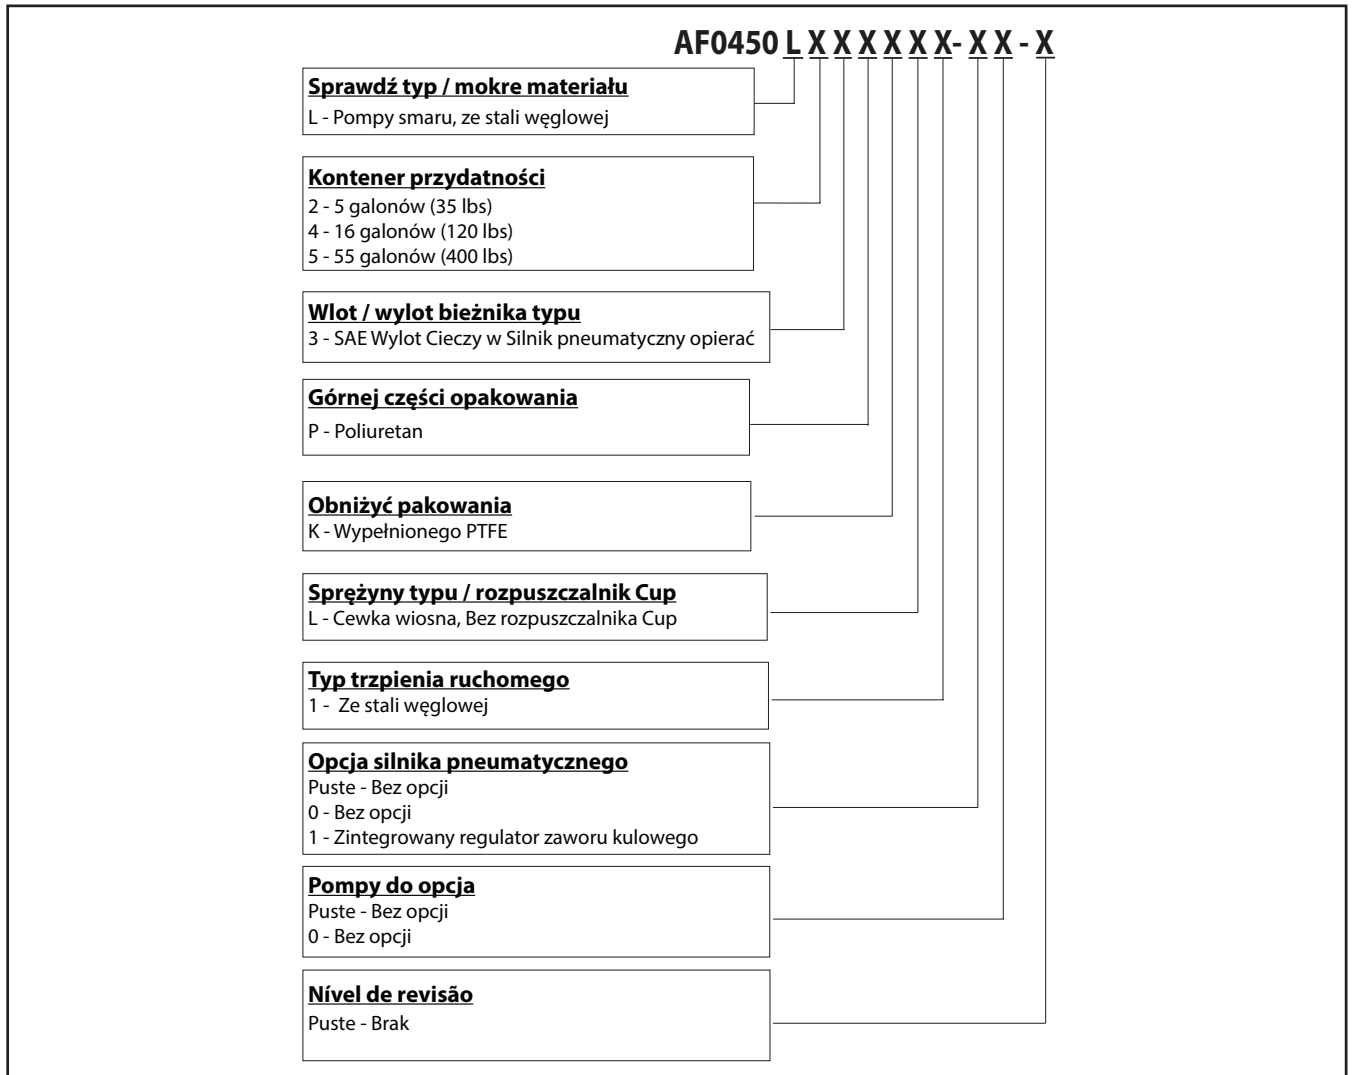 AF0450 L X X X X X X- X X - X
Sprawdź typ / mokre materiału
L - Pompy smaru, ze stali węglowej
Kontener przydatności
2 - 5 galonów (35 lbs)
4 - 16 galonów (120 lbs)
5 - 55 galonów (400 lbs)
Wlot / wylot bieżnika typu
3 - SAE Wylot Cieczy w Silnik pneumatyczny opierać
Górnej części opakowania
P - Poliuretan
Obniżyć pakowania
K - Wypełnionego PTFE
Sprężyny typu / rozpuszczalnik Cup
L - Cewka wiosna, Bez rozpuszczalnika Cup
Typ trzpienia ruchomego
1 - Ze stali węglowej
Opcja silnika pneumatycznego
Puste - Bez opcji
0 - Bez opcji
1 - Zintegrowany regulator zaworu kulowego
Pompy do opcja
Puste - Bez opcji
0 - Bez opcji
Nível de revisão
Puste - Brak